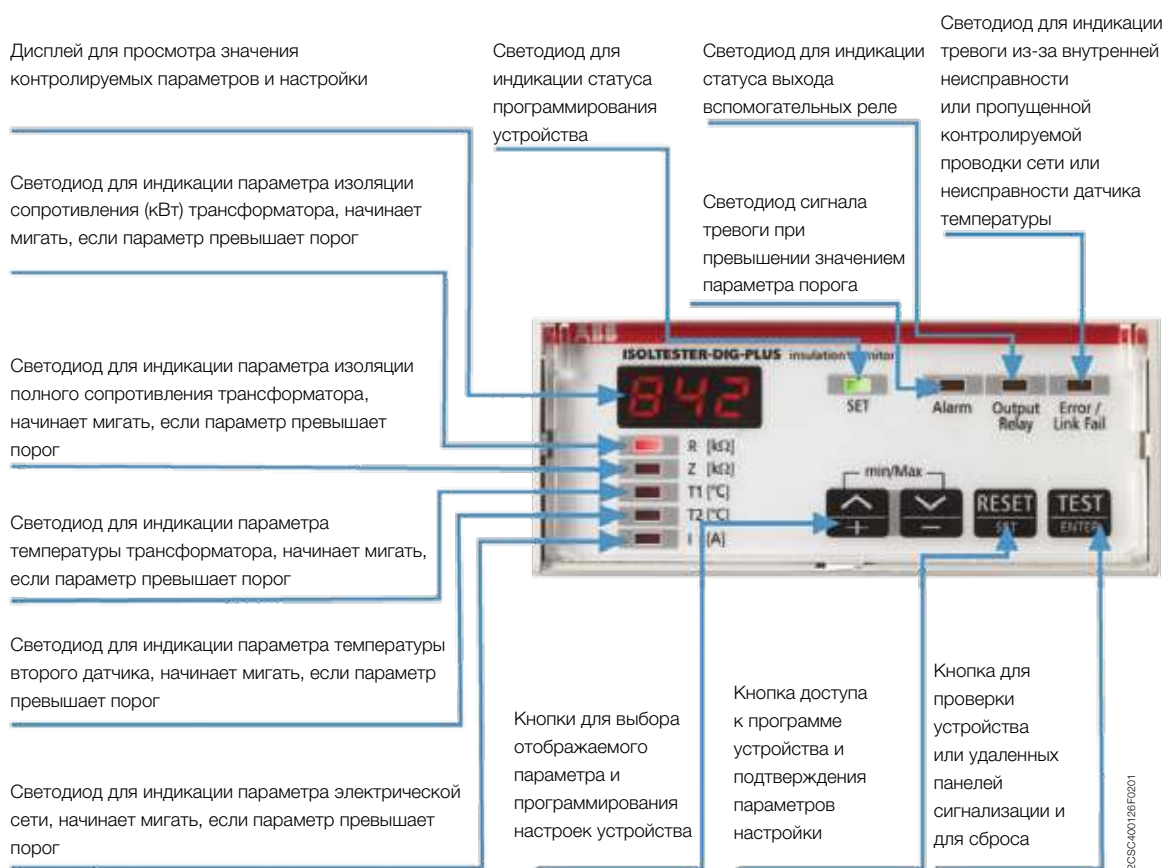 Дисплей для просмотра значения
контролируемых параметров и настройки
Светодиод для
индикации статуса
программирования
устройства
Светодиод для индикации
статуса выхода
вспомогательных реле
Светодиод для индикации
тревоги из-за внутренней
неисправности
или пропущенной
контролируемой
проводки сети или
неисправности датчика
температуры
Светодиод для индикации параметра изоляции
сопротивления (кВт) трансформатора, начинает
мигать, если параметр превышает порог
Светодиод сигнала
тревоги при
превышении значением
параметра порога
Светодиод для индикации параметра изоляции
полного сопротивления трансформатора,
начинает мигать, если параметр превышает
порог
Светодиод для индикации параметра
температуры трансформатора, начинает мигать,
если параметр превышает порог
Светодиод для индикации параметра температуры
второго датчика, начинает мигать, если параметр
превышает порог
Светодиод для индикации параметра электрической
сети, начинает мигать, если параметр превышает
порог
ABB
ISOLTESTER-DIG-PLUS insulation monitor
842
SET
Alarm
Output
Relay
Error /
Link Fail
R [kΩ]
Z [kΩ]
T1 [°C]
T2 [°C]
I [A]
min/Max
+
−
RESET
SET
TEST
ENTER
Кнопки для выбора
отображаемого
параметра и
программирования
настроек устройства
Кнопка доступа
к программе
устройства и
подтверждения
параметров
настройки
Кнопка для
проверки
устройства
или удаленных
панелей
сигнализации и
для сброса
2CSC400126F0201